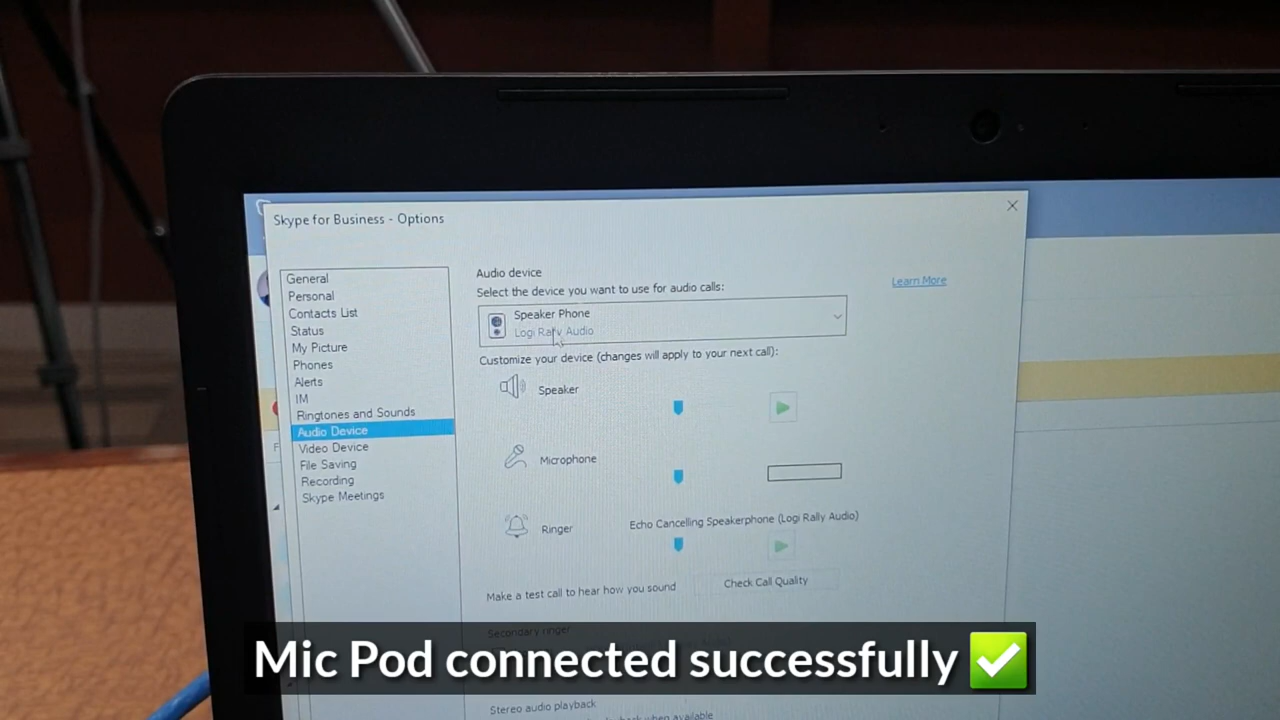 Skype for Business - Options
General
Personal
Contacts List
Status
My Picture
Phones
Alerts
IM
Ringtones and Sounds
Audio Device
Video Device
File Saving
Recording
Skype Meetings
Audio device
Learn More
Select the device you want to use for audio calls:
Speaker Phone
Logi Rally Audio
Customize your device (changes will apply to your next call):
Speaker
Microphone
Ringer
Echo Cancelling Speakerphone (Logi Rally Audio)
Make a test call to hear how you sound
Check Call Quality
Secondary ringer
Mic Pod connected successfully ✅
Stereo audio playback
when available